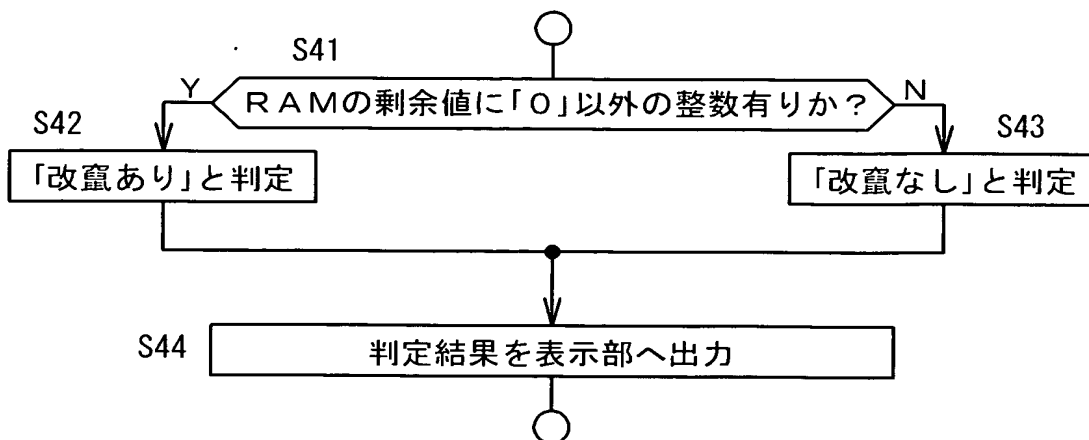 S41
RAMの剰余値に「0」以外の整数有りか?
Y
N
S42
「改竄あり」と判定
S43
「改竄なし」と判定
S44
判定結果を表示部へ出力